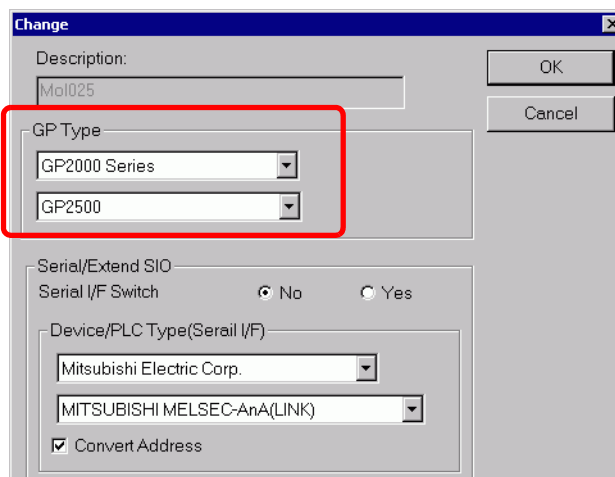 Change
Description:
OK
Mol025
Cancel
GP Type
GP2000 Series
GP2500
Serial/Extend SIO
Serial I/F Switch No Yes
Device/PLC Type(Serail I/F)
Mitsubishi Electric Corp.
MITSUBISHI MELSEC-AnA(LINK)
Convert Address